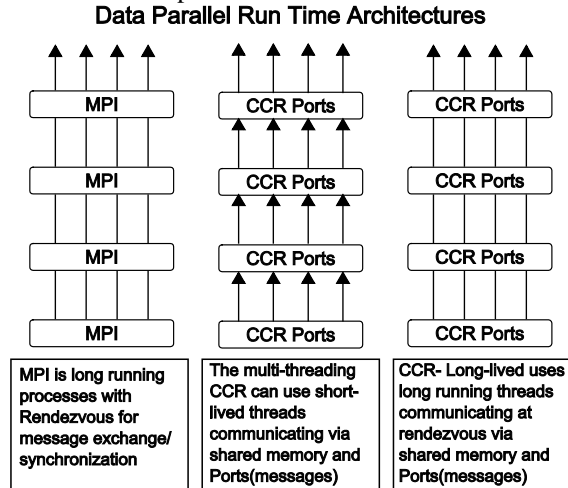 Data Parallel Run Time Architectures
MPI
MPI
MPI
MPI
MPI is long running
processes with
Rendezvous for
message exchange/
synchronization
CCR Ports
CCR Ports
CCR Ports
CCR Ports
The multi-threading
CCR can use short-
lived threads
communicating via
shared memory and
Ports(messages)
CCR Ports
CCR Ports
CCR Ports
CCR Ports
CCR- Long-lived uses
long running threads
communicating at
rendezvous via
shared memory and
Ports(messages)